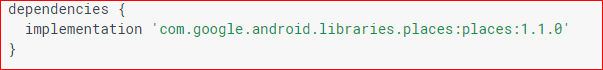 dependencies {
  implementation 'com.google.android.libraries.places:places:1.1.0'
}